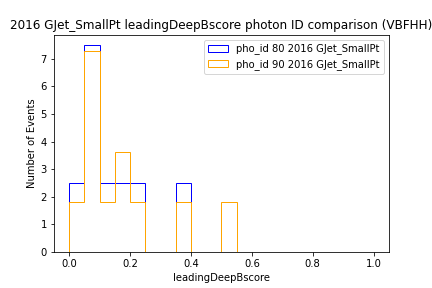 2016 GJet_SmallPt leadingDeepBscore photon ID comparison (VBFHH)
pho_id 80 2016 GJet_SmallPt
pho_id 90 2016 GJet_SmallPt
Number of Events
7
6
5
4
3
2
1
0
0.0 0.2 0.4 0.6 0.8 1.0
leadingDeepBscore